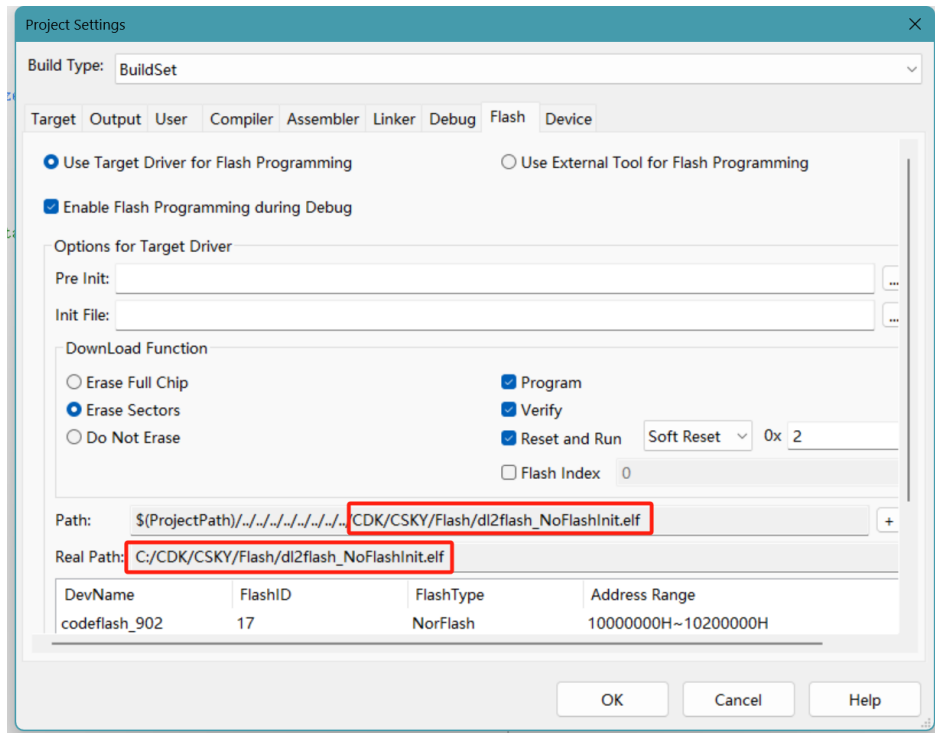 Project Settings
Build Type: BuildSet
Target Output User Compiler Assembler Linker Debug Flash Device
Use Target Driver for Flash Programming Use External Tool for Flash Programming
Enable Flash Programming during Debug
Options for Target Driver
Pre Init: ...
Init File: ...
DownLoad Function
Erase Full Chip Program
Erase Sectors Verify
Do Not Erase Reset and Run Soft Reset 0x 2
Flash Index 0
Path: $(ProjectPath)/../../../../../../../../CDK/CSKY/Flash/dl2flash_NoFlashInit.elf +
Real Path: C:/CDK/CSKY/Flash/dl2flash_NoFlashInit.elf
DevName FlashID FlashType Address Range
codeflash_902 17 NorFlash 10000000H~10200000H
OK Cancel Help